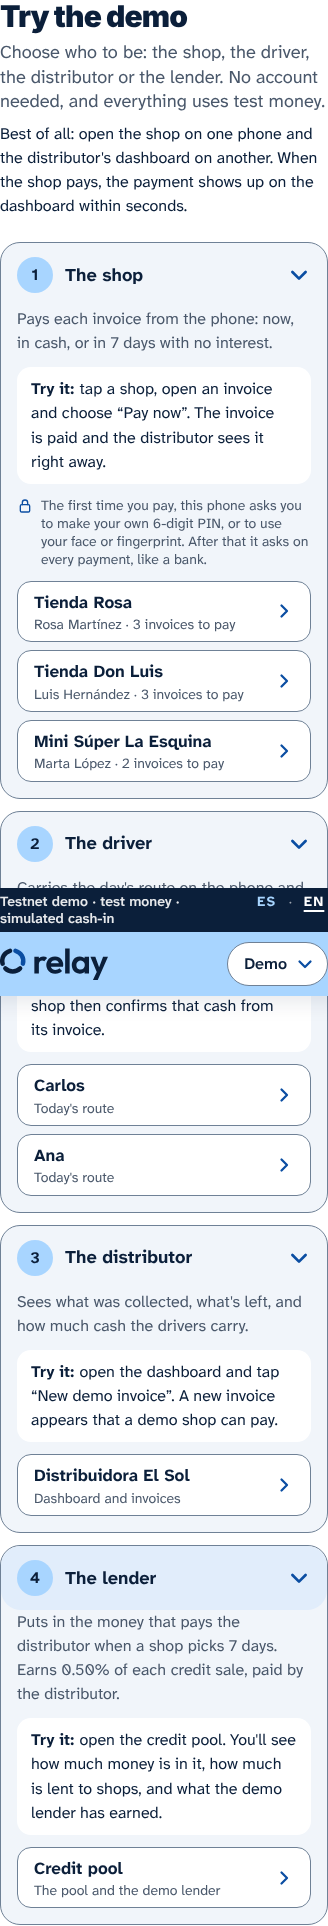 Try the demo
Choose who to be: the shop, the driver,
the distributor or the lender. No account
needed, and everything uses test money.
Best of all: open the shop on one phone and
the distributor's dashboard on another. When
the shop pays, the payment shows up on the
dashboard within seconds.
1 The shop
Pays each invoice from the phone: now,
in cash, or in 7 days with no interest.
Try it: tap a shop, open an invoice
and choose “Pay now”. The invoice
is paid and the distributor sees it
right away.
The first time you pay, this phone asks you
to make your own 6-digit PIN, or to use
your face or fingerprint. After that it asks on
every payment, like a bank.
Tienda Rosa
Rosa Martínez · 3 invoices to pay
Tienda Don Luis
Luis Hernández · 3 invoices to pay
Mini Súper La Esquina
Marta López · 2 invoices to pay
2 The driver
Carries the day's route on the phone and
Testnet demo · test money ·
simulated cash-in
ES · EN
relay
Demo
shop then confirms that cash from
its invoice.
Carlos
Today's route
Ana
Today's route
3 The distributor
Sees what was collected, what's left, and
how much cash the drivers carry.
Try it: open the dashboard and tap
“New demo invoice”. A new invoice
appears that a demo shop can pay.
Distribuidora El Sol
Dashboard and invoices
4 The lender
Puts in the money that pays the
distributor when a shop picks 7 days.
Earns 0.50% of each credit sale, paid by
the distributor.
Try it: open the credit pool. You'll see
how much money is in it, how much
is lent to shops, and what the demo
lender has earned.
Credit pool
The pool and the demo lender